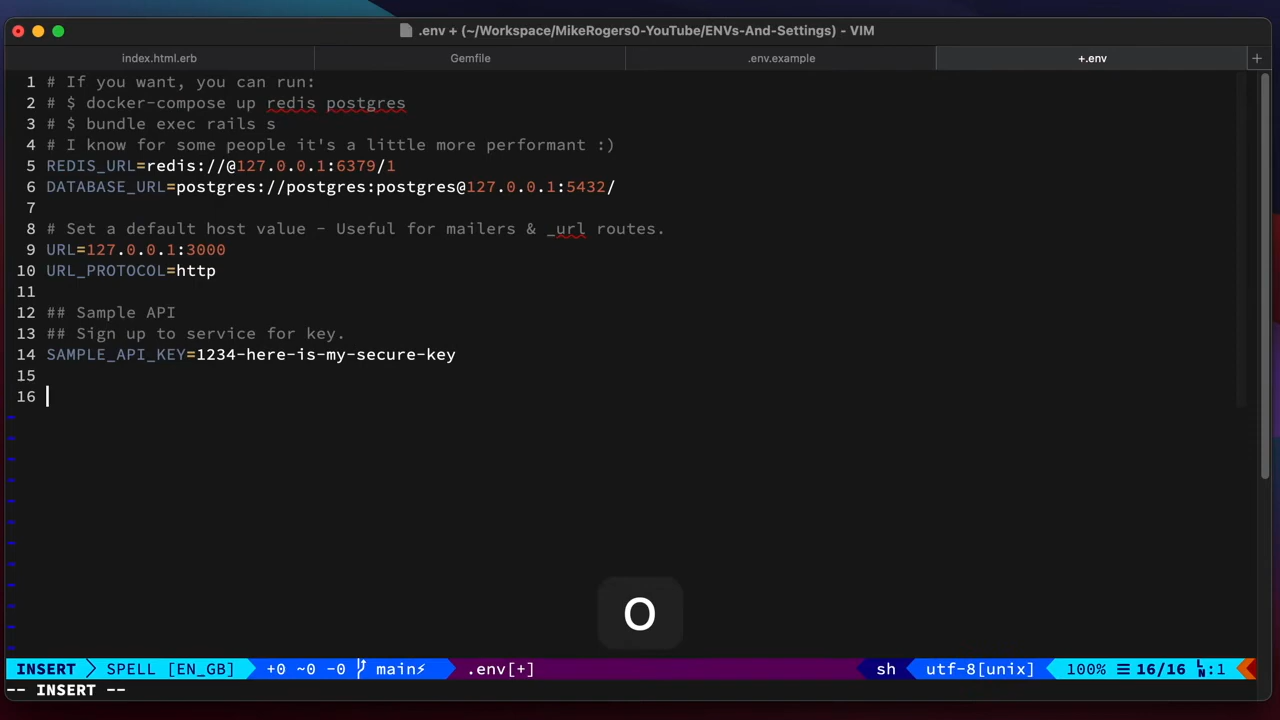 .env + (~/Workspace/MikeRogers0-YouTube/ENVs-And-Settings) - VIM
index.html.erb Gemfile .env.example +.env +
1 # If you want, you can run:
2 # $ docker-compose up redis postgres
3 # $ bundle exec rails s
4 # I know for some people it's a little more performant :)
5 REDIS_URL=redis://@127.0.0.1:6379/1
6 DATABASE_URL=postgres://postgres:postgres@127.0.0.1:5432/
7
8 # Set a default host value - Useful for mailers & _url routes.
9 URL=127.0.0.1:3000
10 URL_PROTOCOL=http
11
12 ## Sample API
13 ## Sign up to service for key.
14 SAMPLE_API_KEY=1234-here-is-my-secure-key
15
16
~
~
~
~
~
~
~
~
~
~
~
~
O
INSERT SPELL [EN_GB] +0 ~0 -0 main⚡ .env[+] sh utf-8[unix] 100% ☰ 16/16 ㏑:1
-- INSERT --